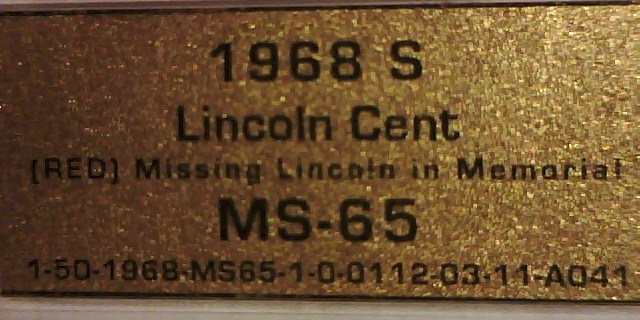 1968 S
Lincoln Cent
(RED) Missing Lincoln in Memorial
MS-65
1-50-1968-MS65-1-0-0112-03-11-A041